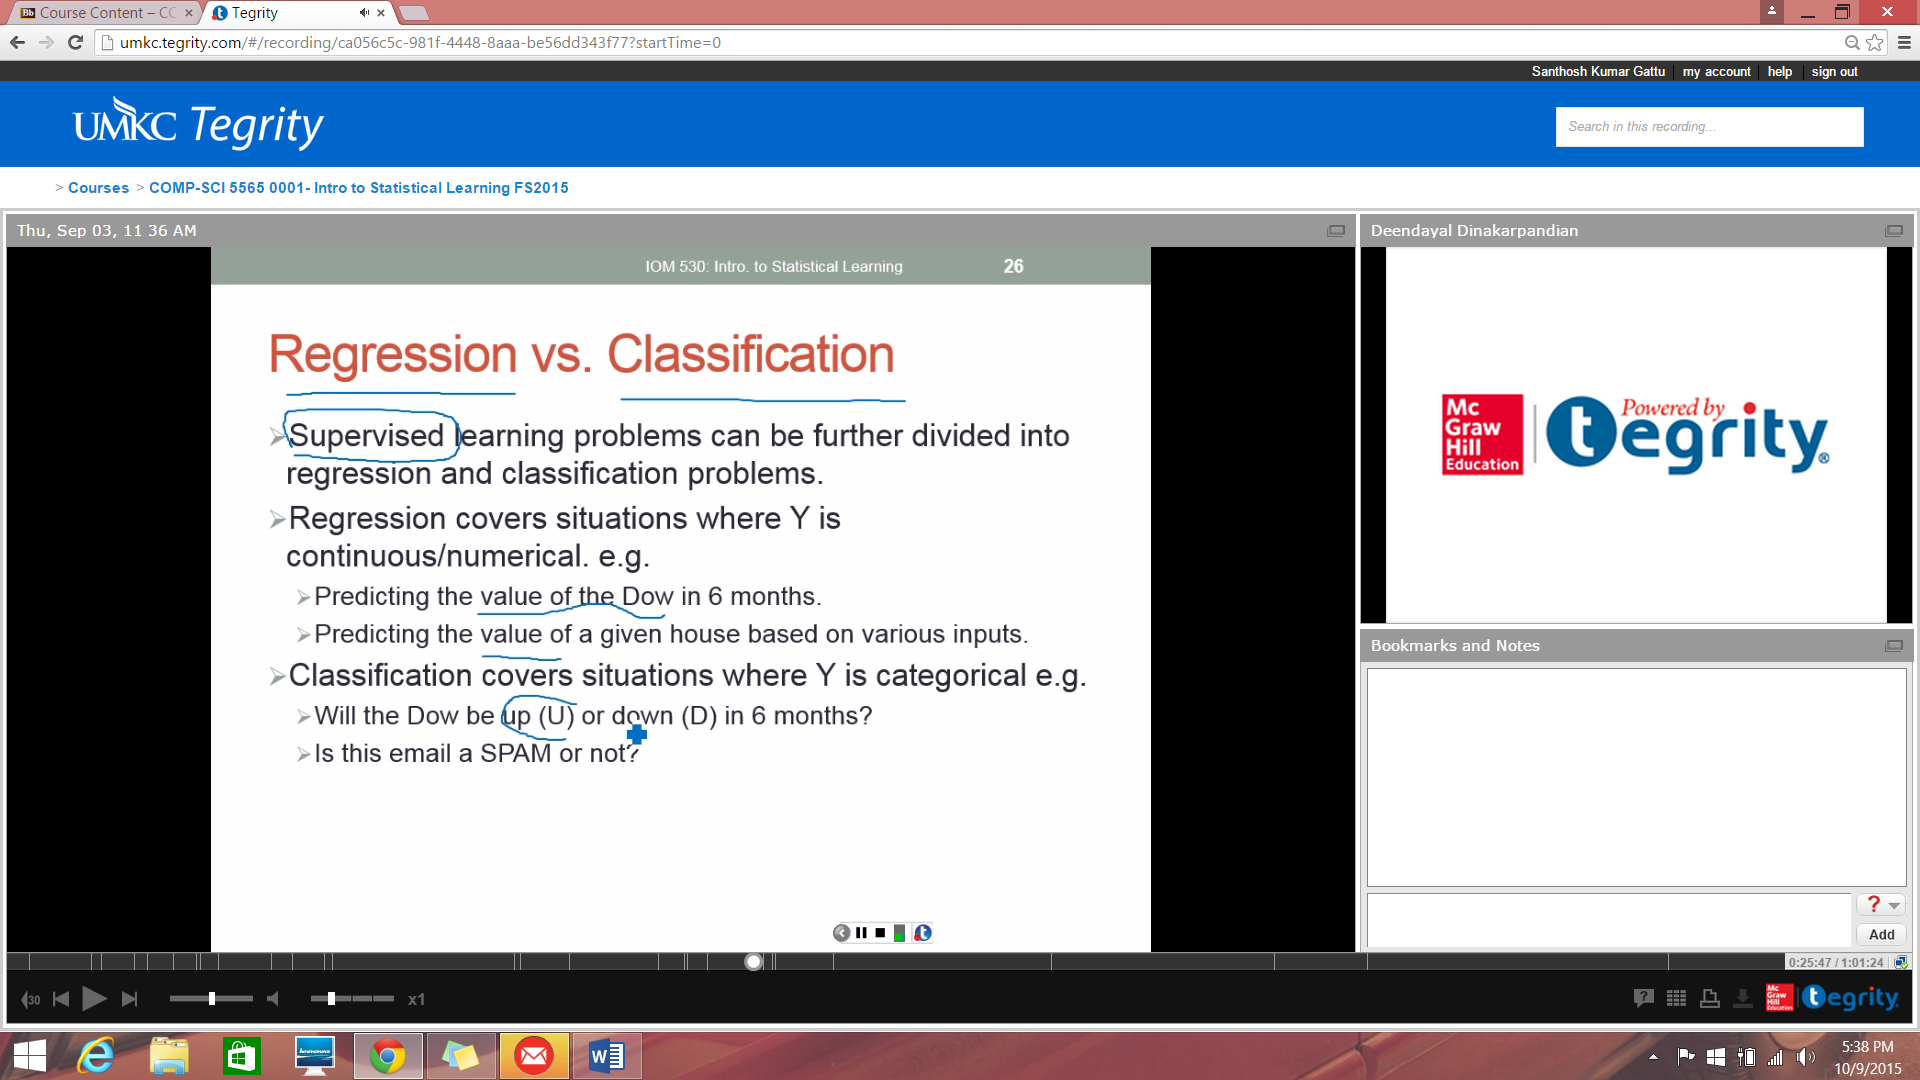 Course Content – CC
Tegrity
umkc.tegrity.com/#/recording/ca056c5c-981f-4448-8aaa-be56dd343f77?startTime=0
Santhosh Kumar Gattu
my account
help
sign out
UMKC Tegrity
Search in this recording...
> Courses > COMP-SCI 5565 0001- Intro to Statistical Learning FS2015
Thu, Sep 03, 11 36 AM
IOM 530: Intro. to Statistical Learning
26
Regression vs. Classification
Supervised learning problems can be further divided into
regression and classification problems.
Regression covers situations where Y is
continuous/numerical. e.g.
Predicting the value of the Dow in 6 months.
Predicting the value of a given house based on various inputs.
Classification covers situations where Y is categorical e.g.
Will the Dow be up (U) or down (D) in 6 months?
Is this email a SPAM or not?
Deendayal Dinakarpandian
Mc
Graw
Hill
Education
Powered by
tegrity®
Bookmarks and Notes
?
Add
0:25:47 / 1:01:24
30
x1
Mc
Graw
Hill
Education
tegrity
5:38 PM
10/9/2015